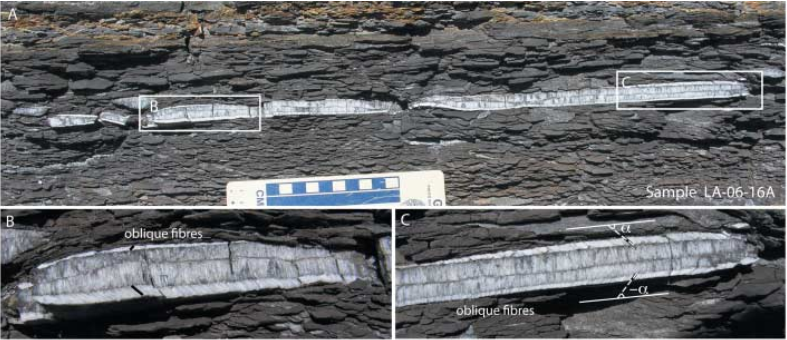 A
B
C
CM
Sample LA-06-16A
B
oblique fibres
C
α
-α
oblique fibres